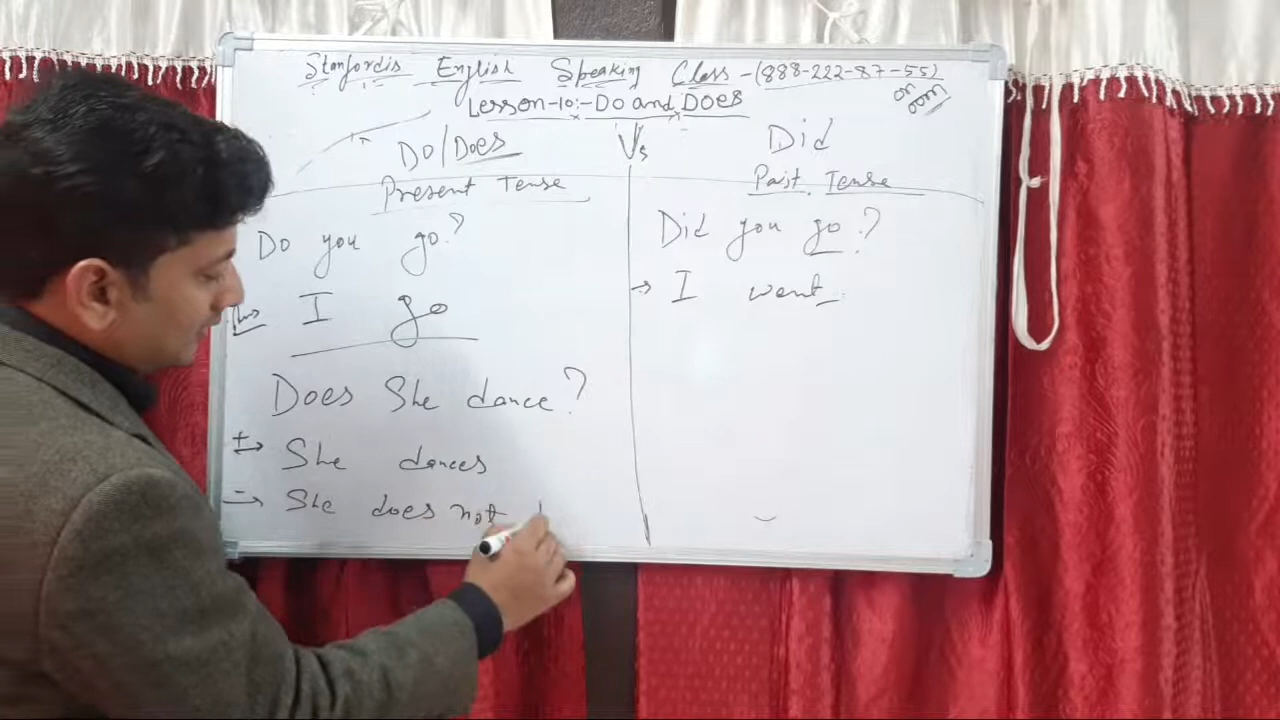 Stanfordis English Speaking Class - (888-222-87-55)
Lesson-10:- Do and DOES
on
zoom
Do/Does Vs Did
Present Tense
Past Tense
Do you go?
I go
Does She dance?
+→ She dances
-→ She does not
Did you go?
→ I went